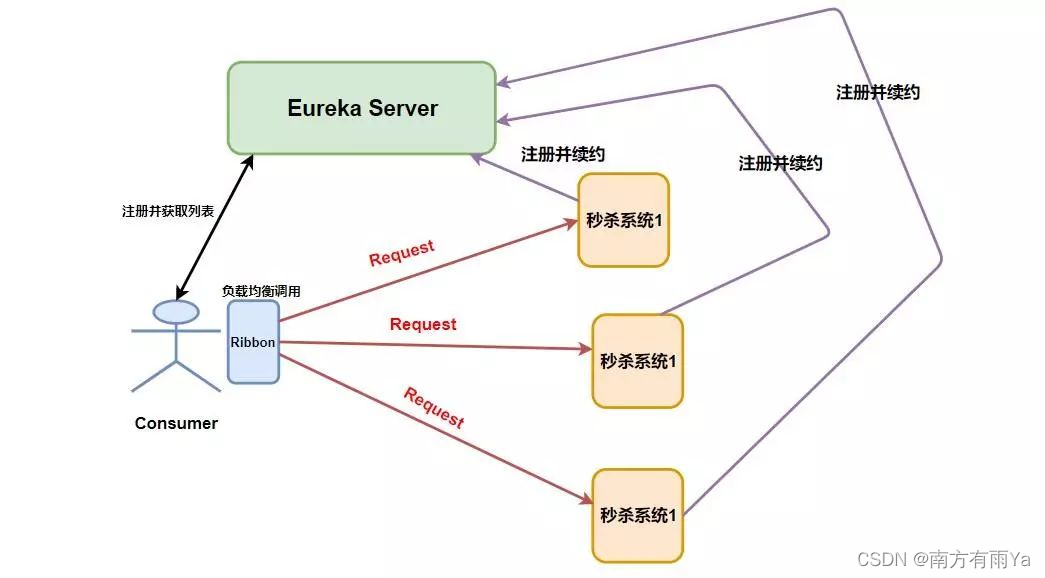 Eureka Server
注册并续约
注册并续约
注册并续约
秒杀系统1
注册并获取列表
Request
负载均衡调用
Ribbon
Request
秒杀系统1
Request
Consumer
秒杀系统1
CSDN @南方有雨Ya